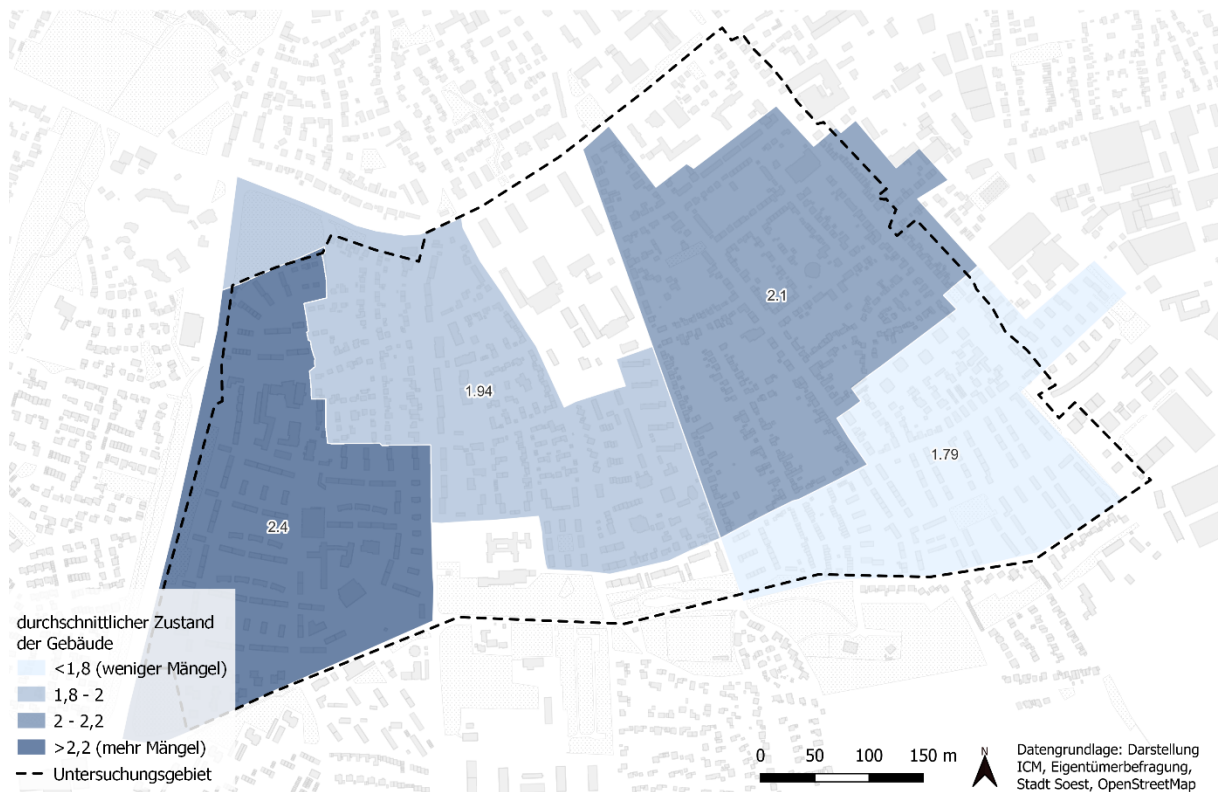 2.1
1.94
1.79
2.4
durchschnittlicher Zustand
der Gebäude
<1,8 (weniger Mängel)
1,8 - 2
2 - 2,2
>2,2 (mehr Mängel)
Untersuchungsgebiet
0 50 100 150 m
N
Datengrundlage: Darstellung
ICM, Eigentümerbefragung,
Stadt Soest, OpenStreetMap